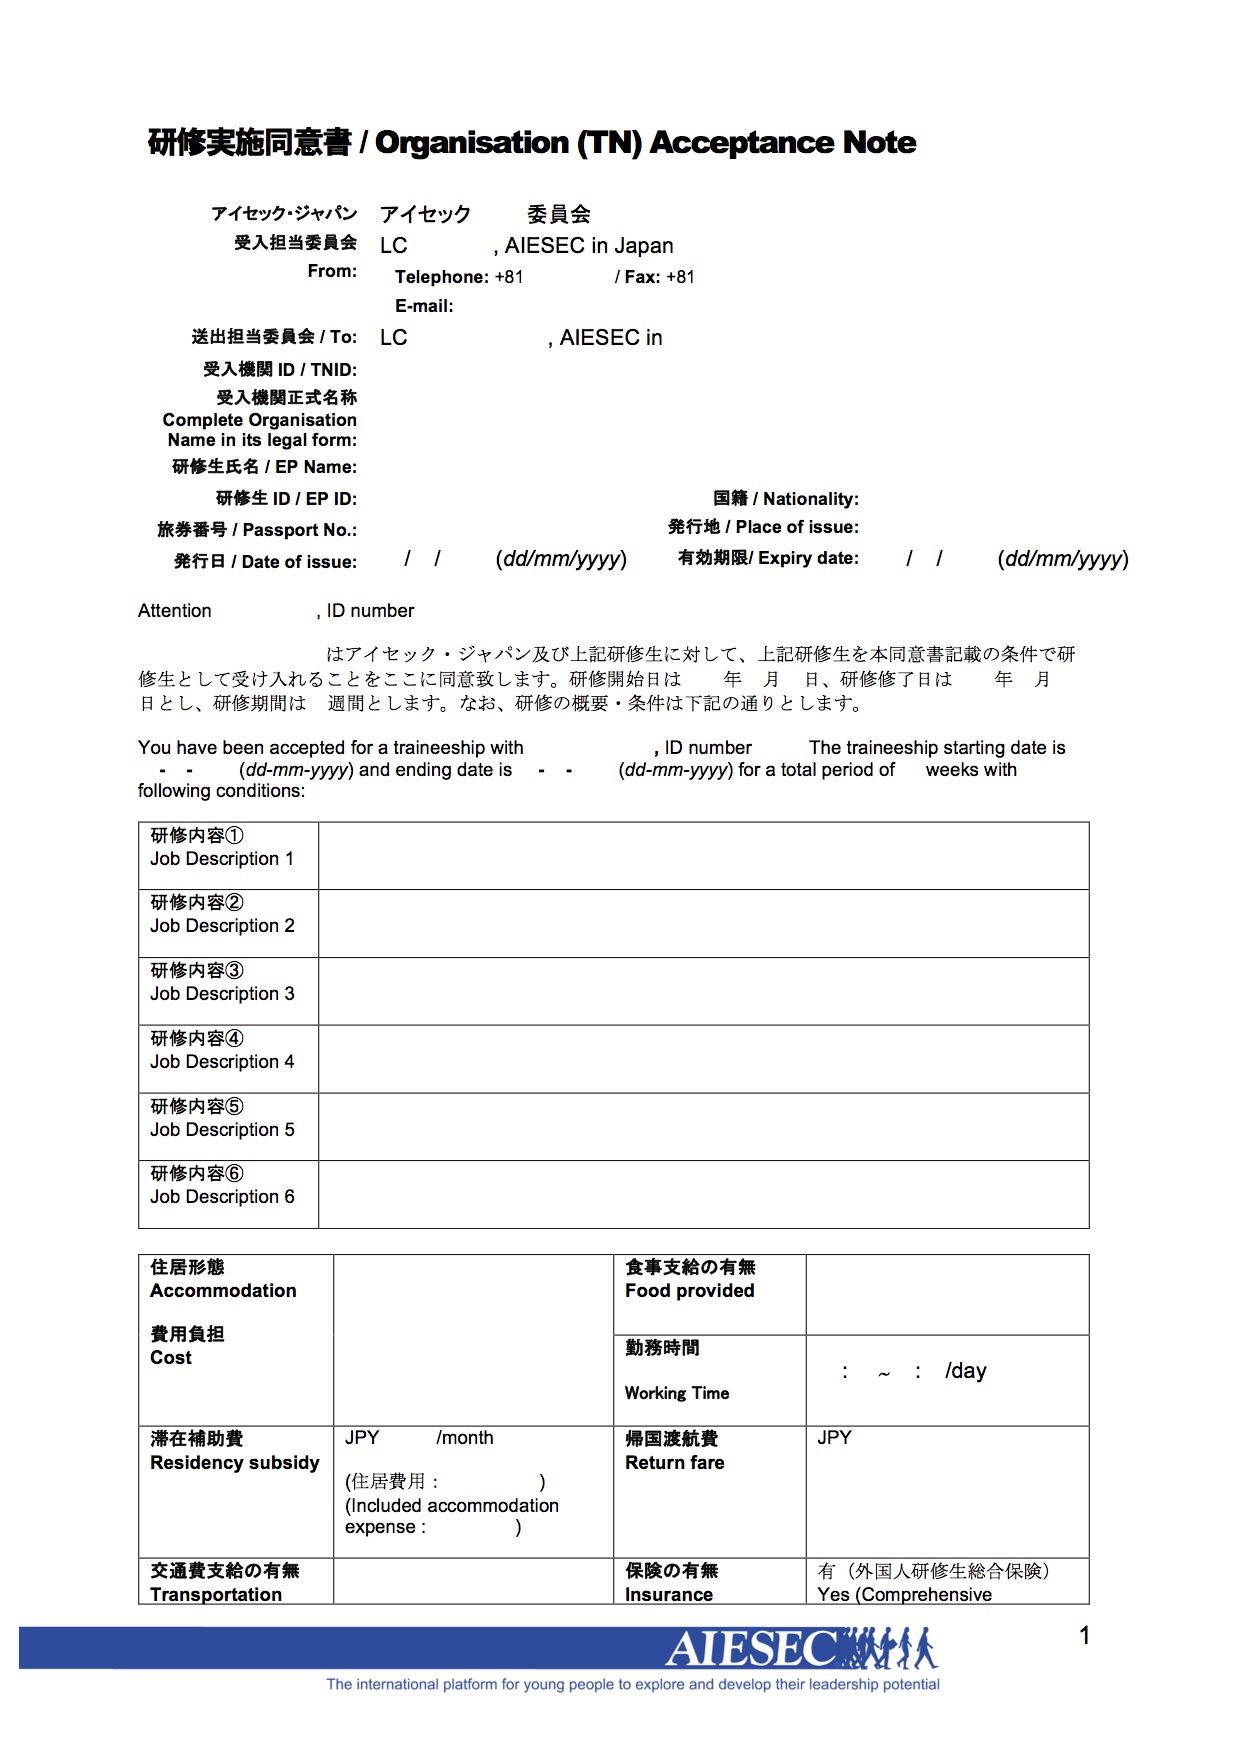 研修実施同意書 / Organisation (TN) Acceptance Note
アイセック・ジャパン アイセック 委員会
受入担当委員会 LC , AIESEC in Japan
From: Telephone: +81 / Fax: +81
E-mail:
送出担当委員会 / To: LC , AIESEC in
受入機関 ID / TNID:
受入機関正式名称
Complete Organisation
Name in its legal form:
研修生氏名 / EP Name:
研修生 ID / EP ID: 国籍 / Nationality:
旅券番号 / Passport No.: 発行地 / Place of issue:
発行日 / Date of issue: / / (dd/mm/yyyy) 有効期限/ Expiry date: / / (dd/mm/yyyy)
Attention , ID number
はアイセック・ジャパン及び上記研修生に対して、上記研修生を本同意書記載の条件で研
修生として受け入れることをここに同意致します。研修開始日は 年 月 日、研修修了日は 年 月
日とし、研修期間は 週間とします。なお、研修の概要・条件は下記の通りとします。
You have been accepted for a traineeship with , ID number The traineeship starting date is
- - (dd-mm-yyyy) and ending date is - - (dd-mm-yyyy) for a total period of weeks with
following conditions:
研修内容①
Job Description 1
研修内容②
Job Description 2
研修内容③
Job Description 3
研修内容④
Job Description 4
研修内容⑤
Job Description 5
研修内容⑥
Job Description 6
住居形態
Accommodation
費用負担
Cost
食事支給の有無
Food provided
勤務時間
Working Time
: ~ : /day
滞在補助費
Residency subsidy
JPY /month
(住居費用： )
(Included accommodation
expense : )
帰国渡航費
Return fare
JPY
交通費支給の有無
Transportation
保険の有無
Insurance
有（外国人研修生総合保険）
Yes (Comprehensive
AIESEC
1
The international platform for young people to explore and develop their leadership potential